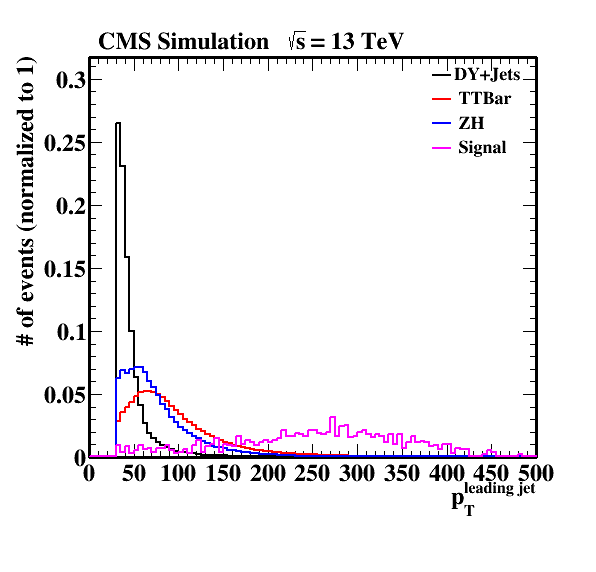 CMS Simulation √s = 13 TeV
# of events (normalized to 1)
0.3
0.25
0.2
0.15
0.1
0.05
0
DY+Jets
TTBar
ZH
Signal
0 50 100 150 200 250 300 350 400 450 500
p_T^leading jet